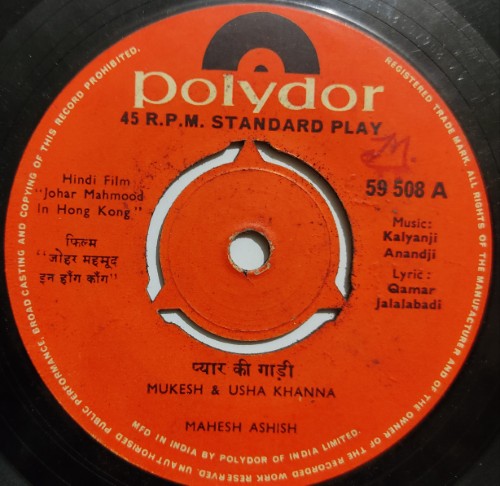 polydor
45 R.P.M. STANDARD PLAY
M.
59 508 A
Hindi Film
"Johar Mahmood
In Hong Kong"
फिल्म
"जोहर महमूद
इन हाँग काँग"
Music:
Kalyanji
Anandji
Lyric:
Qamar
Jalalabadi
प्यार की गाड़ी
MUKESH & USHA KHANNA
MAHESH ASHISH
MFD IN INDIA BY POLYDOR OF INDIA LIMITED.
REGISTERED TRADE MARK. ALL RIGHTS OF THE MANUFACTURER AND OF THE OWNER OF THE RECORDED WORK RESERVED. UNAUTHORISED PUBLIC PERFORMANCE BROAD CASTING AND COPYING OF THIS RECORD PROHIBITED.